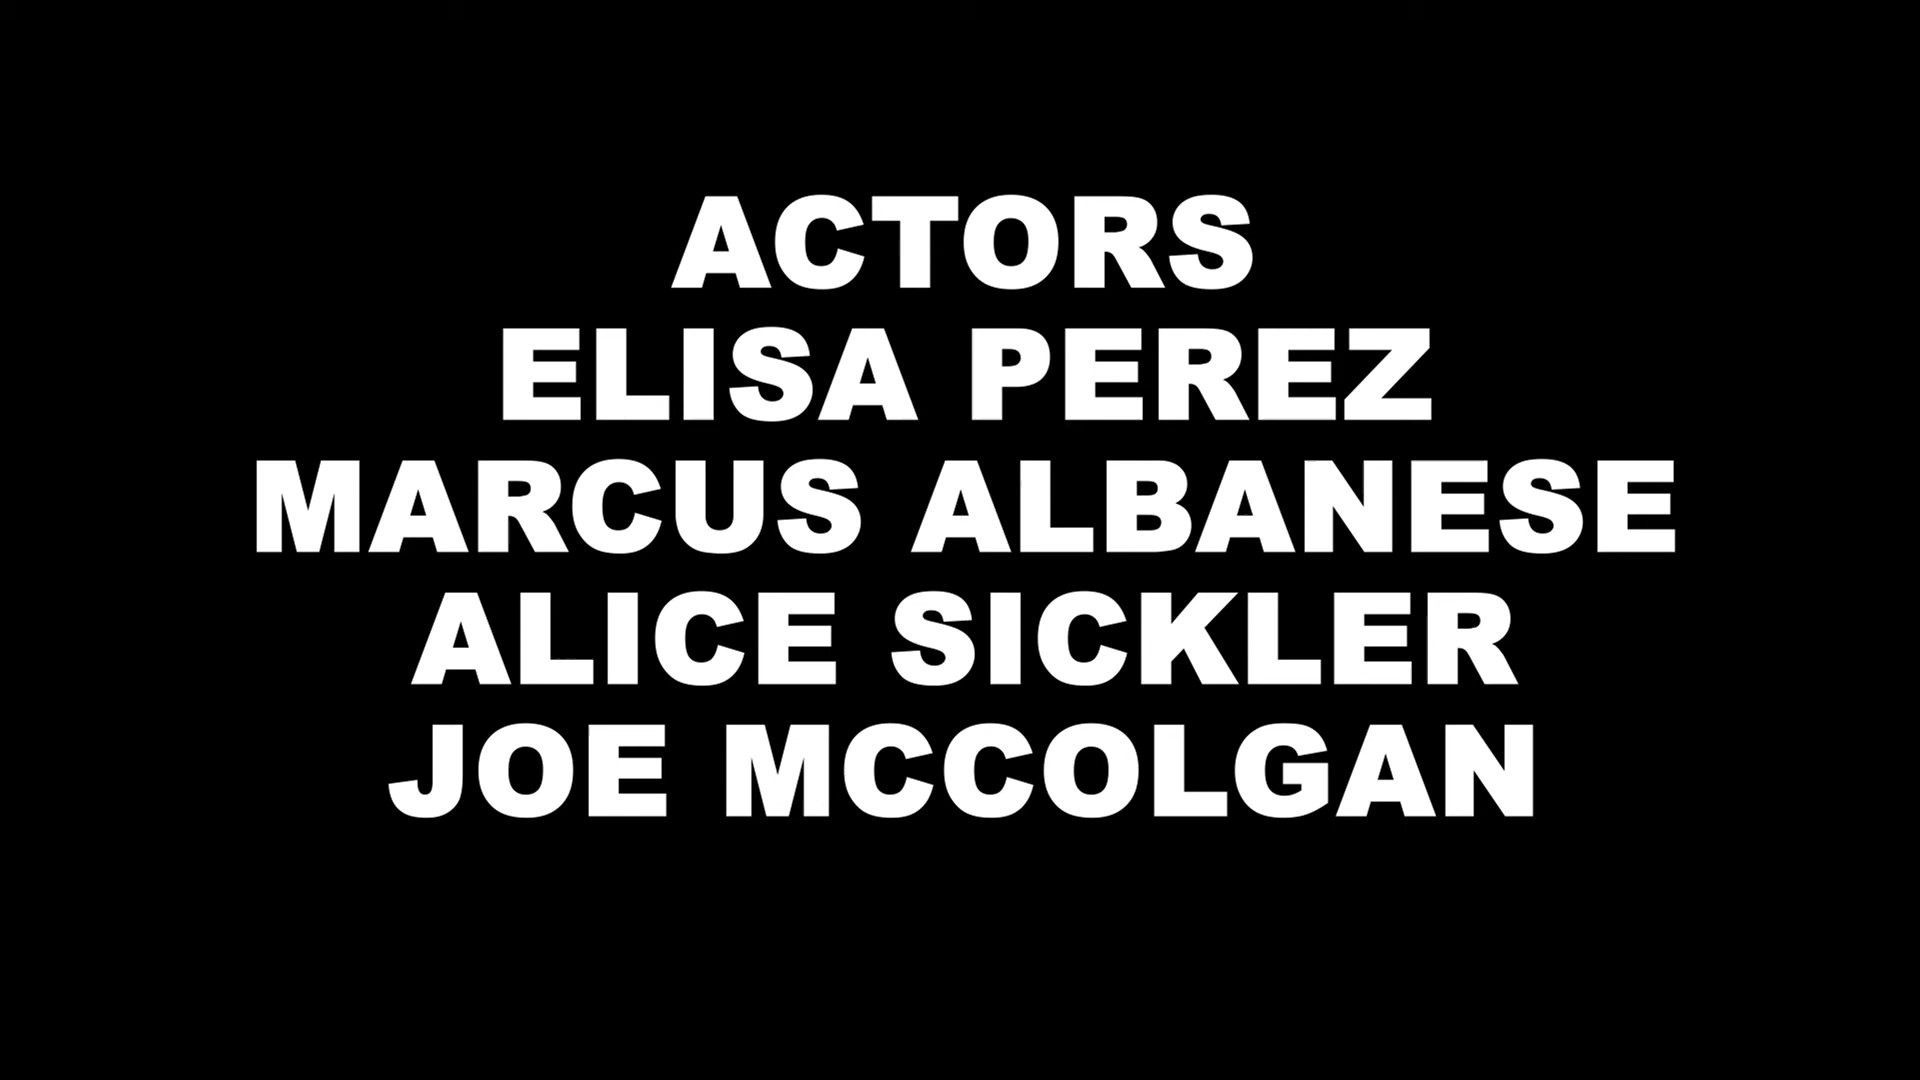 ACTORS
ELISA PEREZ
MARCUS ALBANESE
ALICE SICKLER
JOE MCCOLGAN